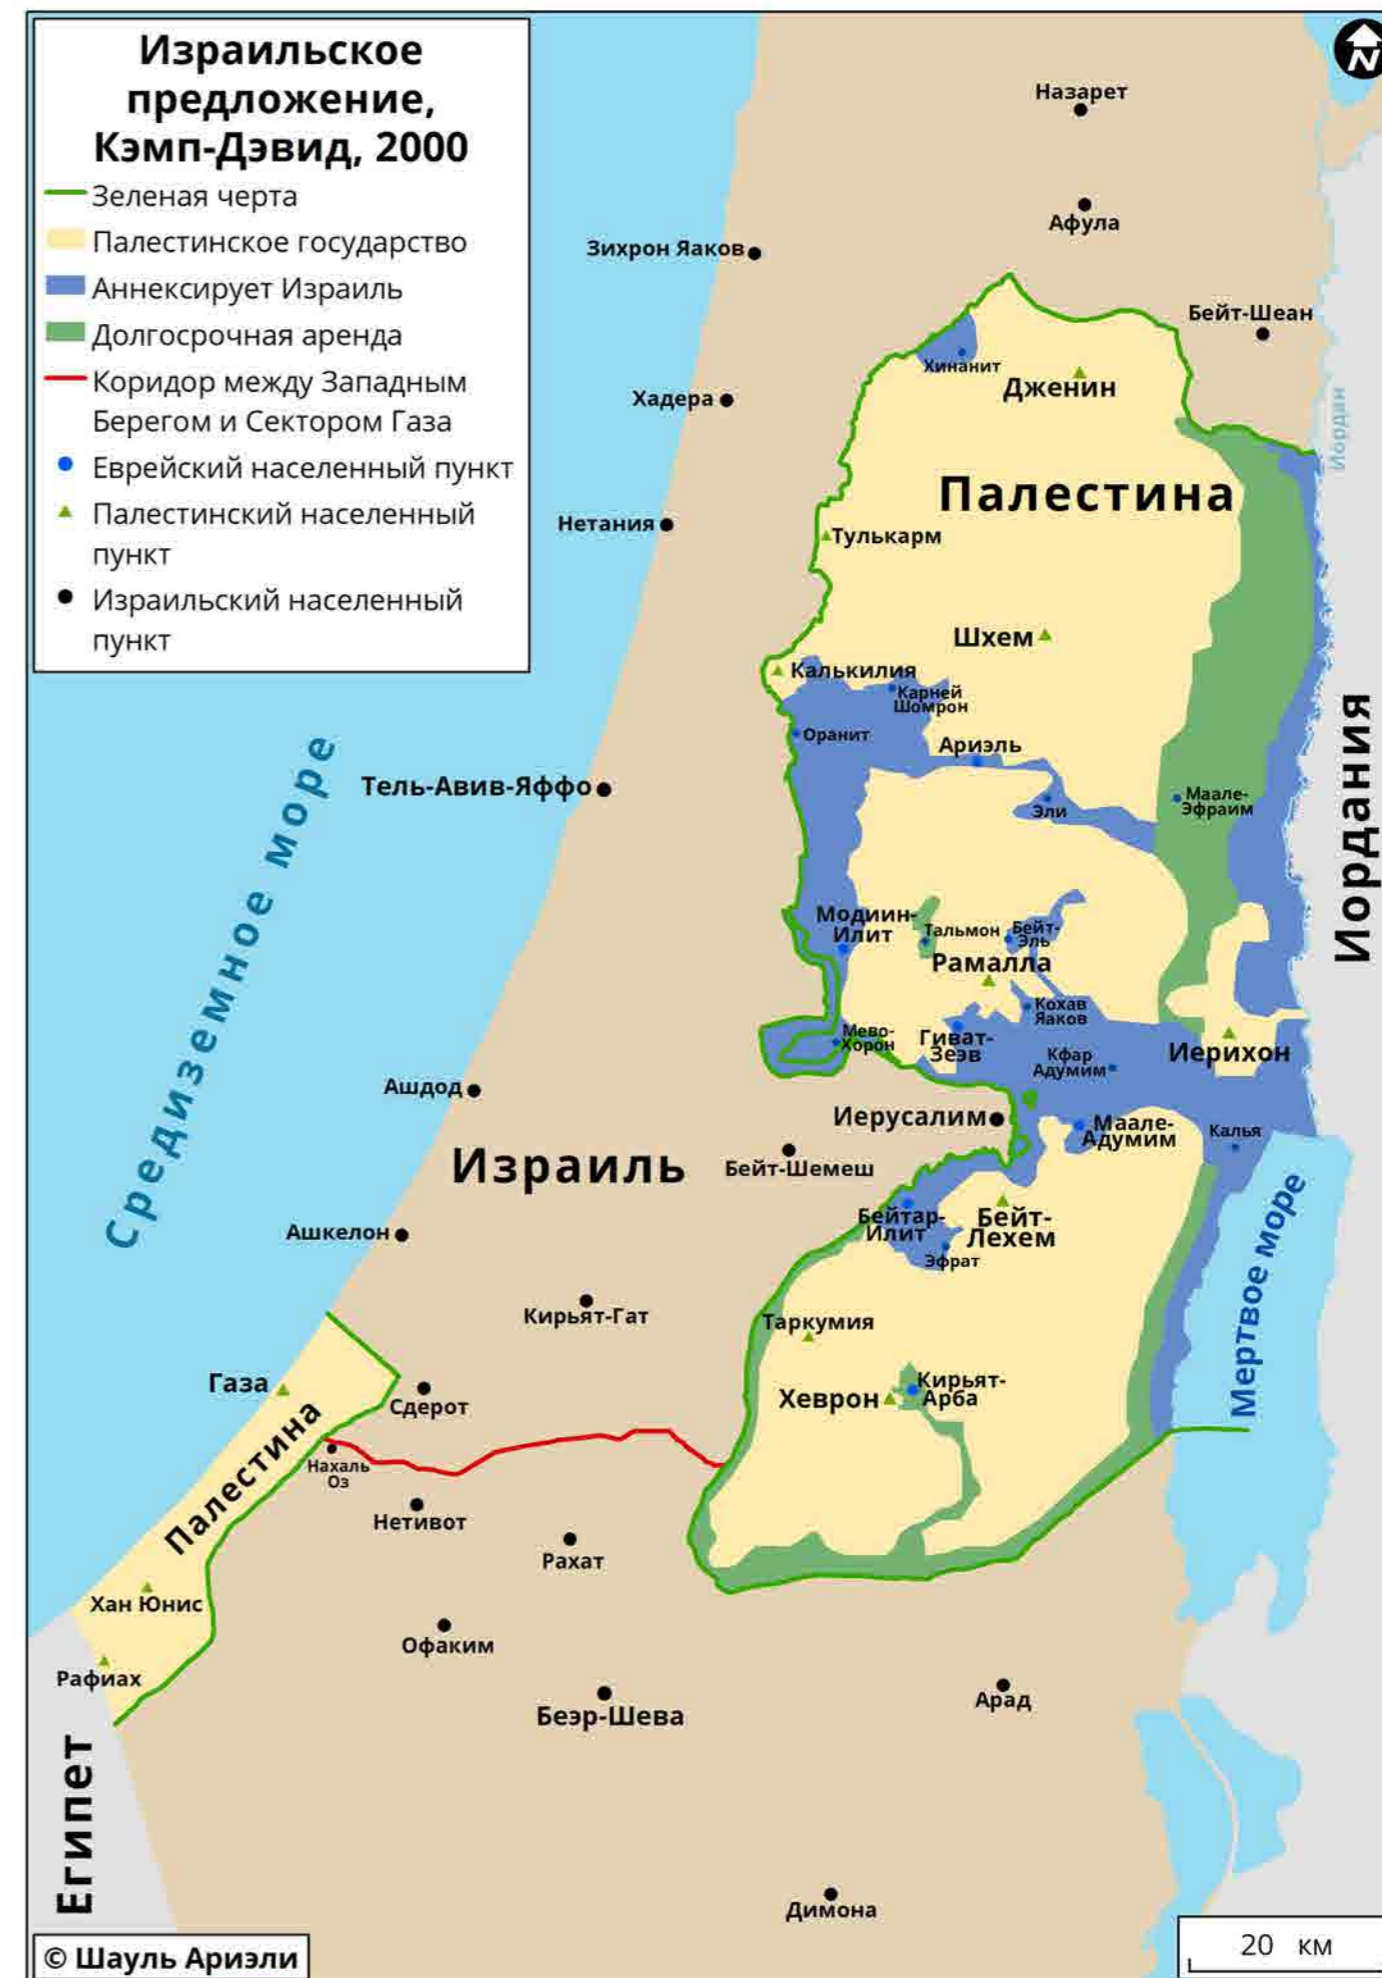 Израильское
предложение,
Кэмп-Дэвид, 2000
Зеленая черта
Палестинское государство
Аннексирует Израиль
Долгосрочная аренда
Коридор между Западным
Берегом и Сектором Газа
Еврейский населенный пункт
Палестинский населенный
пункт
Израильский населенный
пункт
N
Назарет
Афула
Зихрон Яаков
Бейт-Шеан
Хинанит
Дженин
Хадера
Иордан
Палестина
Нетания
Тулькарм
Шхем
Калькилия
Карней
Шомрон
Оранит
Ариэль
Иордания
Средиземное море
Тель-Авив-Яффо
Эли
Маале-
Эфраим
Модиин-
Илит
Тальмон
Бейт-
Эль
Рамалла
Кохав
Яаков
Мево-
Хорон
Гиват-
Зеэв
Кфар
Адумим
Иерихон
Ашдод
Иерусалим
Маале-
Адумим
Калья
Израиль
Бейт-Шемеш
Мертвое море
Ашкелон
Бейтар-
Илит
Бейт-
Лехем
Эфрат
Кирьят-Гат
Таркумия
Газа
Сдерот
Хеврон
Кирьят-
Арба
Палестина
Нахаль
Оз
Нетивот
Рахат
Хан Юнис
Офаким
Рафиах
Беэр-Шева
Арад
Египет
Димона
© Шауль Ариэли
20 км